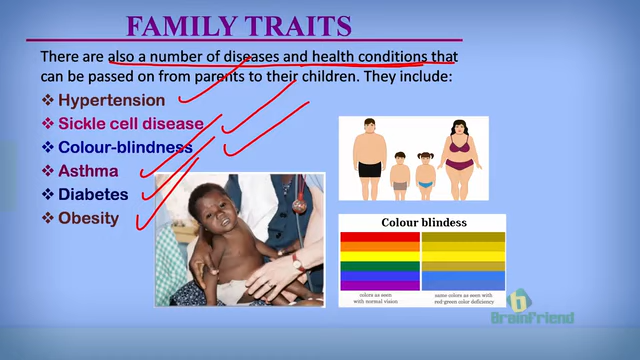 FAMILY TRAITS
There are also a number of diseases and health conditions that
can be passed on from parents to their children. They include:
❖ Hypertension
❖ Sickle cell disease
❖ Colour-blindness
❖ Asthma
❖ Diabetes
❖ Obesity
Colour blindess
colors as seen
with normal vision
same colors as seen with
red-green color deficiency
BrainFriend